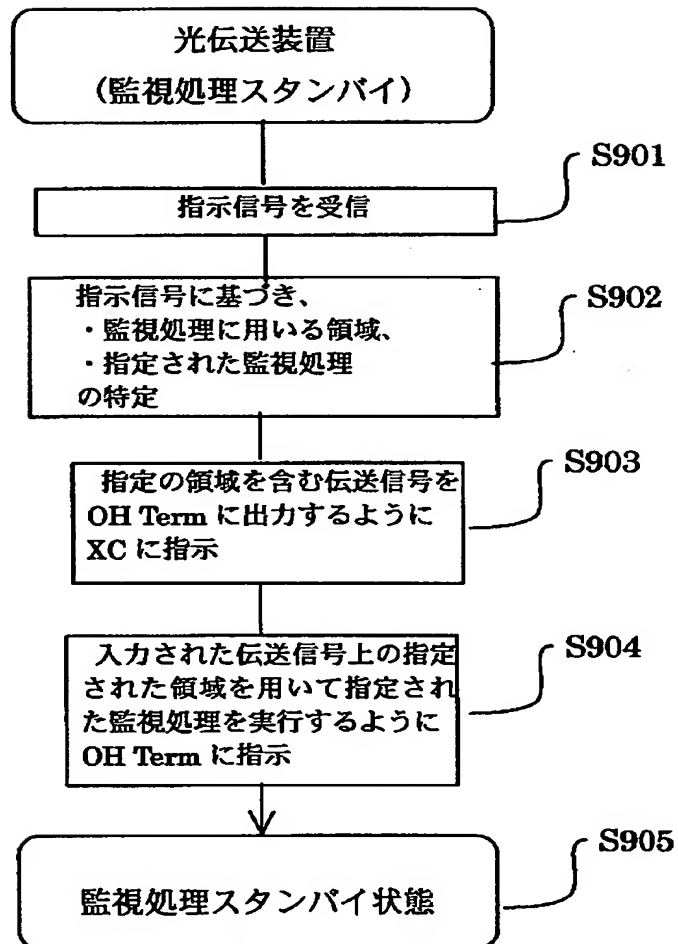 光伝送装置
(監視処理スタンバイ)
S901
指示信号を受信
S902
指示信号に基づき、
・監視処理に用いる領域、
・指定された監視処理
の特定
S903
指定の領域を含む伝送信号を
OH Term に出力するように
XC に指示
S904
入力された伝送信号上の指定
された領域を用いて指定され
た監視処理を実行するように
OH Term に指示
S905
監視処理スタンバイ状態